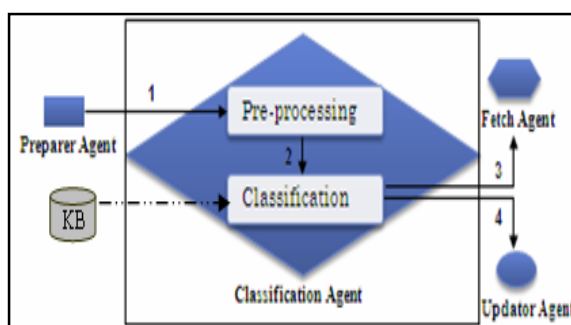 1
Pre-processing
Fetch Agent
Preparer Agent
2
3
KB
Classification
4
Classification Agent
Updator Agent